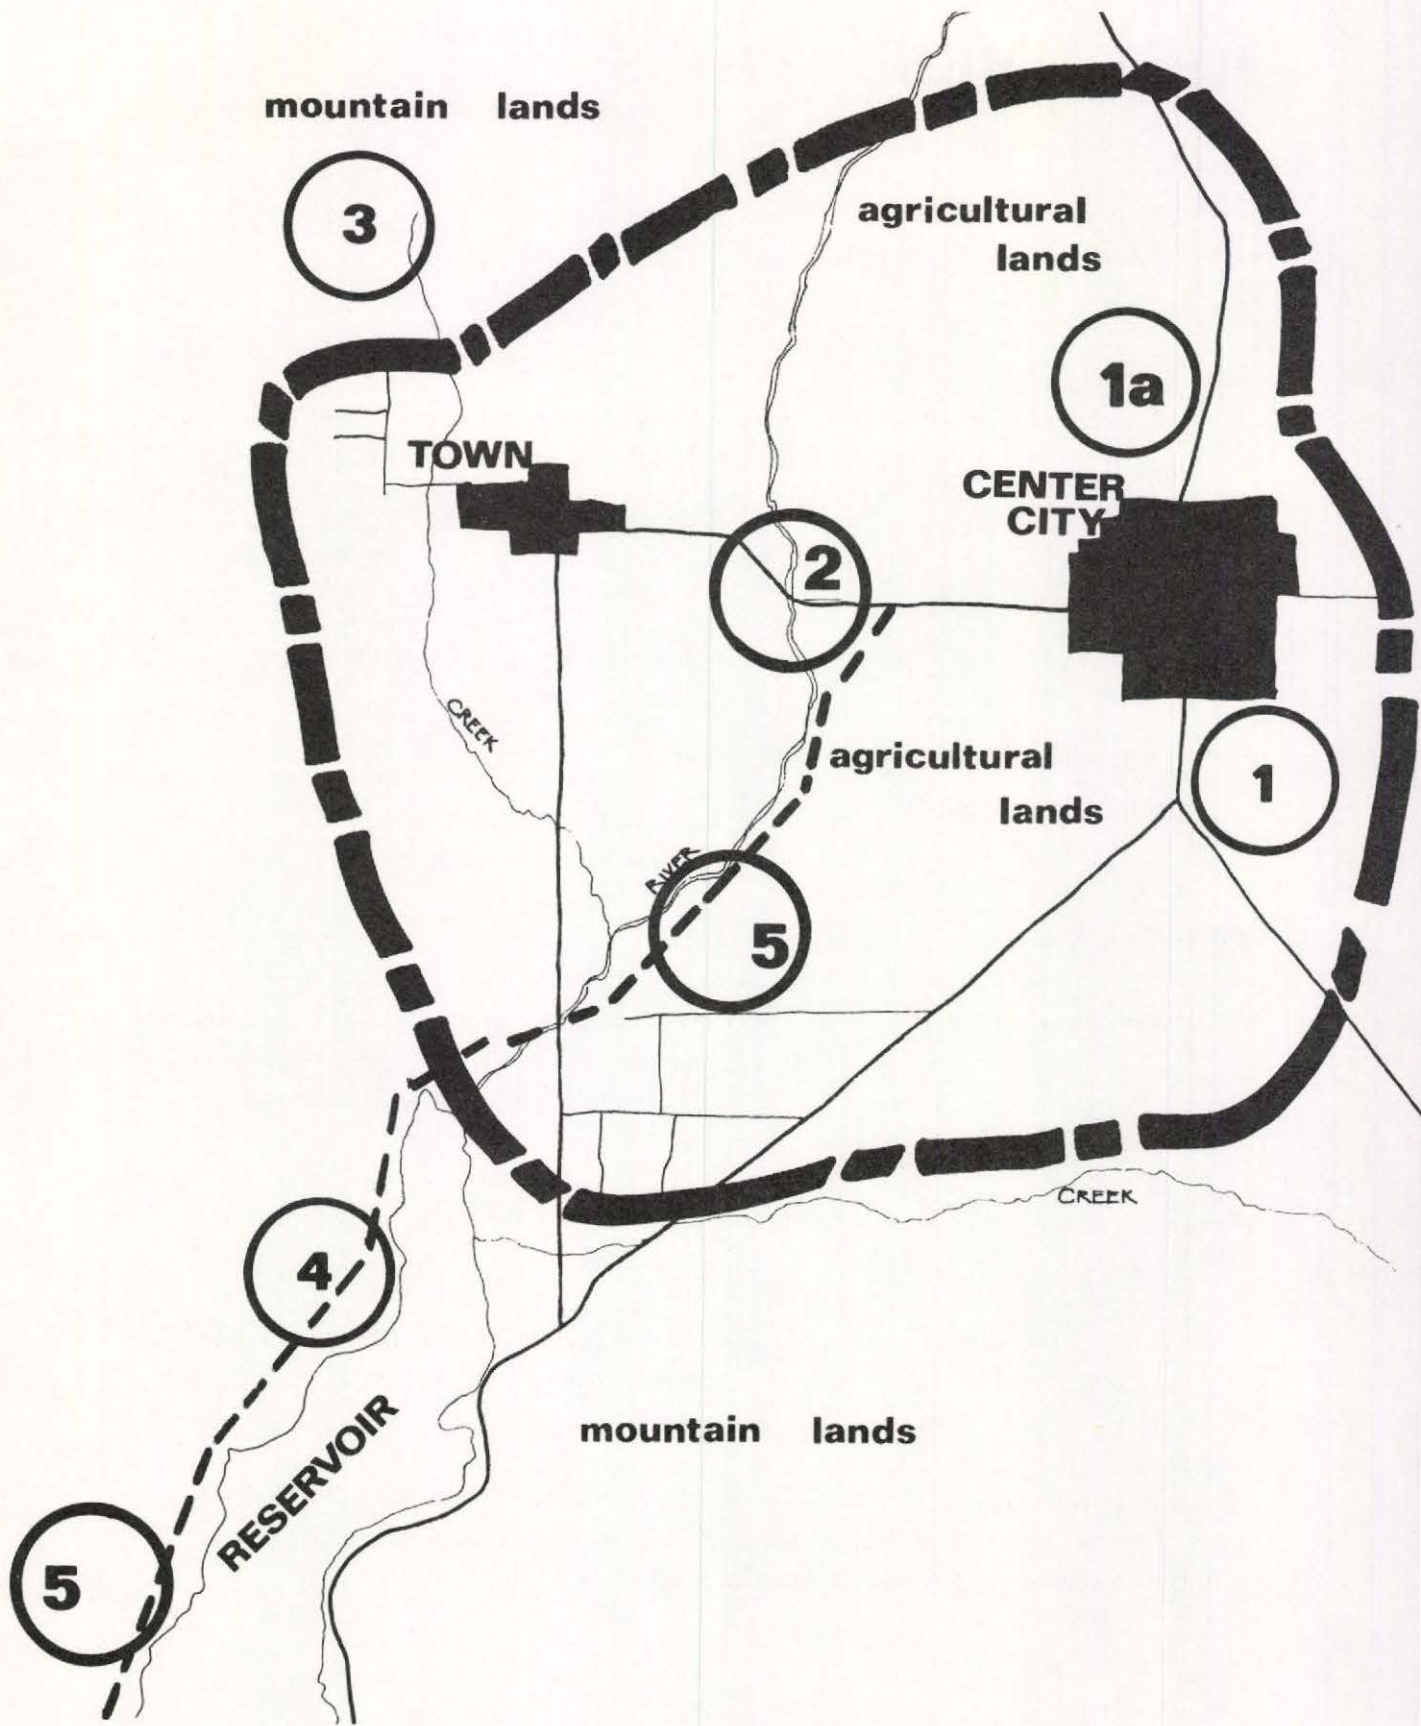 mountain lands
3
agricultural
lands
1a
TOWN
CENTER
CITY
2
CREEK
agricultural
lands
1
RIVER
5
CREEK
4
RESERVOIR
mountain lands
5